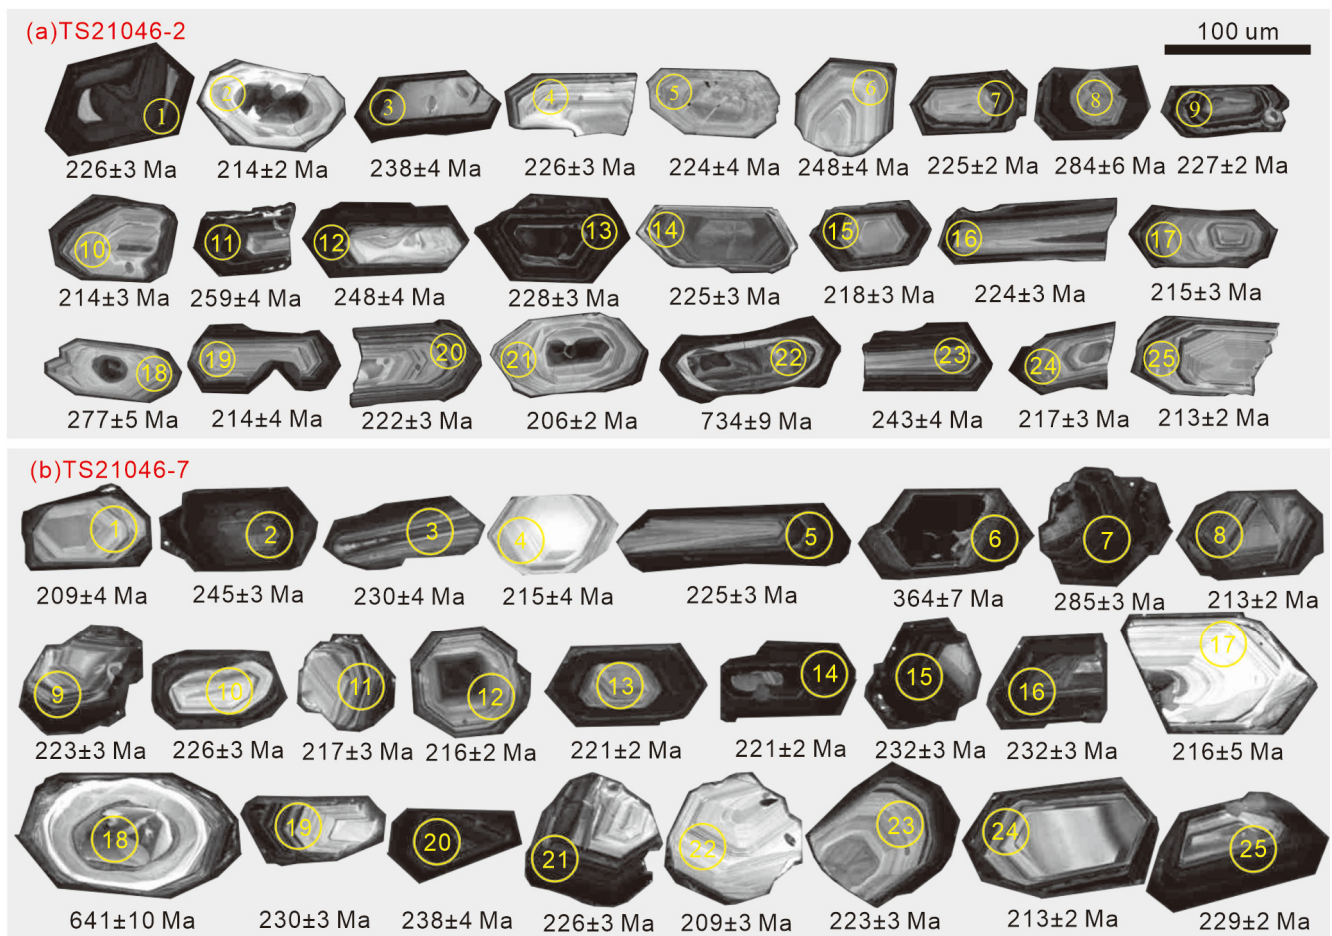 (a)TS21046-2
100 um
1 2 3 4 5 6 7 8 9
226±3 Ma 214±2 Ma 238±4 Ma 226±3 Ma 224±4 Ma 248±4 Ma 225±2 Ma 284±6 Ma 227±2 Ma
10 11 12 13 14 15 16 17
214±3 Ma 259±4 Ma 248±4 Ma 228±3 Ma 225±3 Ma 218±3 Ma 224±3 Ma 215±3 Ma
18 19 20 21 22 23 24 25
277±5 Ma 214±4 Ma 222±3 Ma 206±2 Ma 734±9 Ma 243±4 Ma 217±3 Ma 213±2 Ma
(b)TS21046-7
1 2 3 4 5 6 7 8
209±4 Ma 245±3 Ma 230±4 Ma 215±4 Ma 225±3 Ma 364±7 Ma 285±3 Ma 213±2 Ma
9 10 11 12 13 14 15 16 17
223±3 Ma 226±3 Ma 217±3 Ma 216±2 Ma 221±2 Ma 221±2 Ma 232±3 Ma 232±3 Ma 216±5 Ma
18 19 20 21 22 23 24 25
641±10 Ma 230±3 Ma 238±4 Ma 226±3 Ma 209±3 Ma 223±3 Ma 213±2 Ma 229±2 Ma